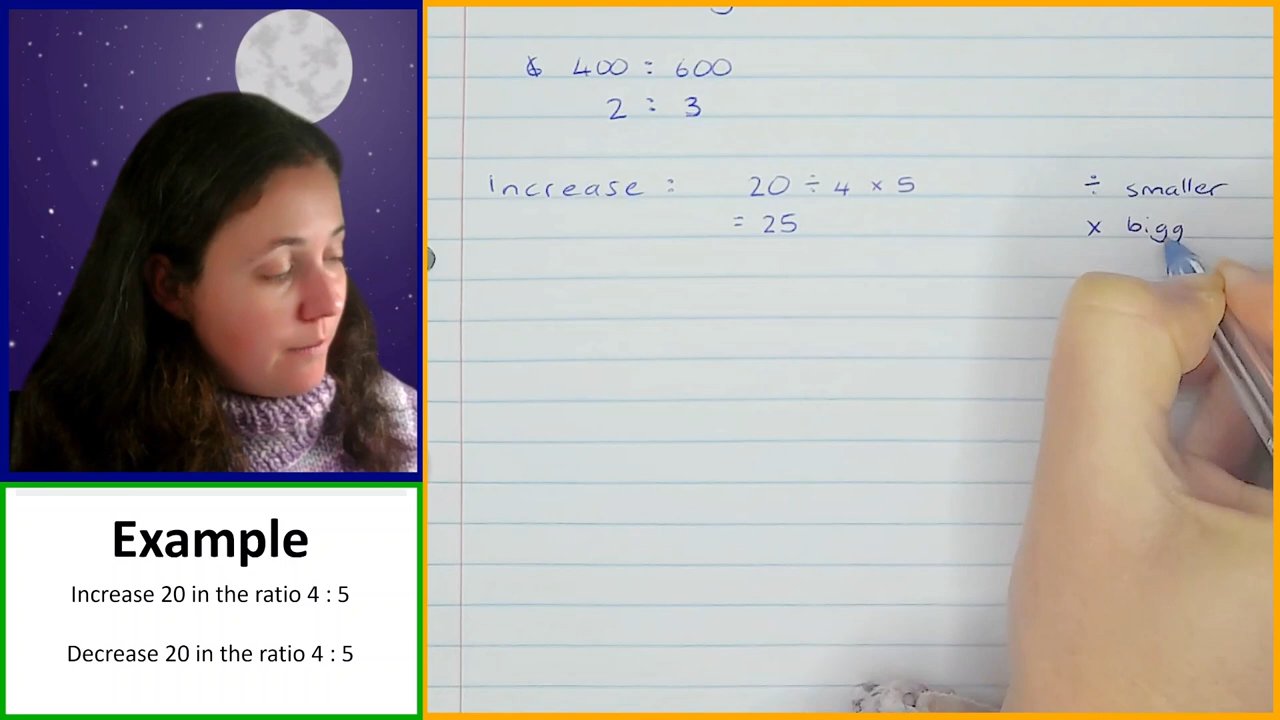 $ 400 : 600
2 : 3
Increase : 20 ÷ 4 × 5
= 25
÷ smaller
× bigg
Example
Increase 20 in the ratio 4 : 5
Decrease 20 in the ratio 4 : 5